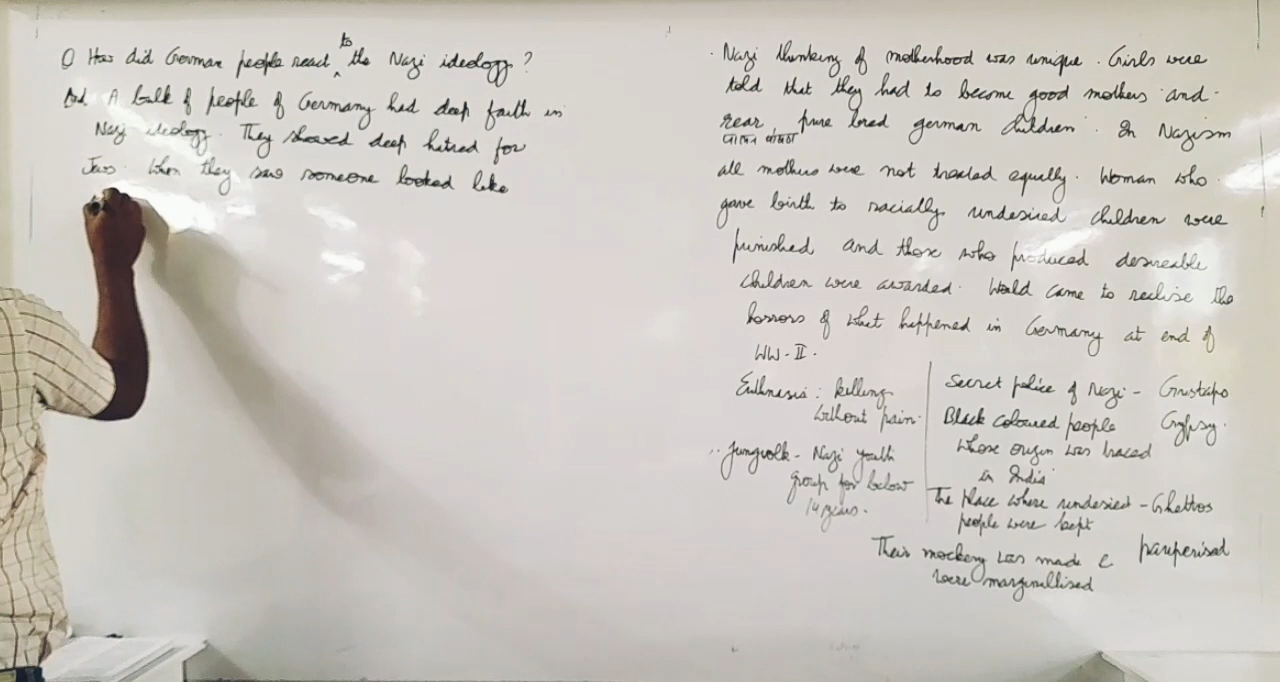 Q How did German people react to the Nazi ideology?
A bulk of people of Germany had deep faith in
Nazi ideology. They showed deep hatred for
Jews. When they saw someone looked like
. Nazi thinking of motherhood was unique. Girls were
told that they had to become good mothers and
rear pure bred german children. In Nazism
पालन पोषण
all mothers were not treated equally. Woman who
gave birth to racially undesired children were
punished and those who produced desireable
children were awarded. World came to realise the
horrors of what happened in Germany at end of
WW-II.
Euthnasia: killing
without pain.
Jungvolk - Nazi youth
group for below
14 years.
Secret police of Nazi - Gustapo
Black coloured people Gypsy.
whose origin was traced
in India
The place where undesired - Ghettos
people were kept
Their mockery was made & pauperised
were marginallised